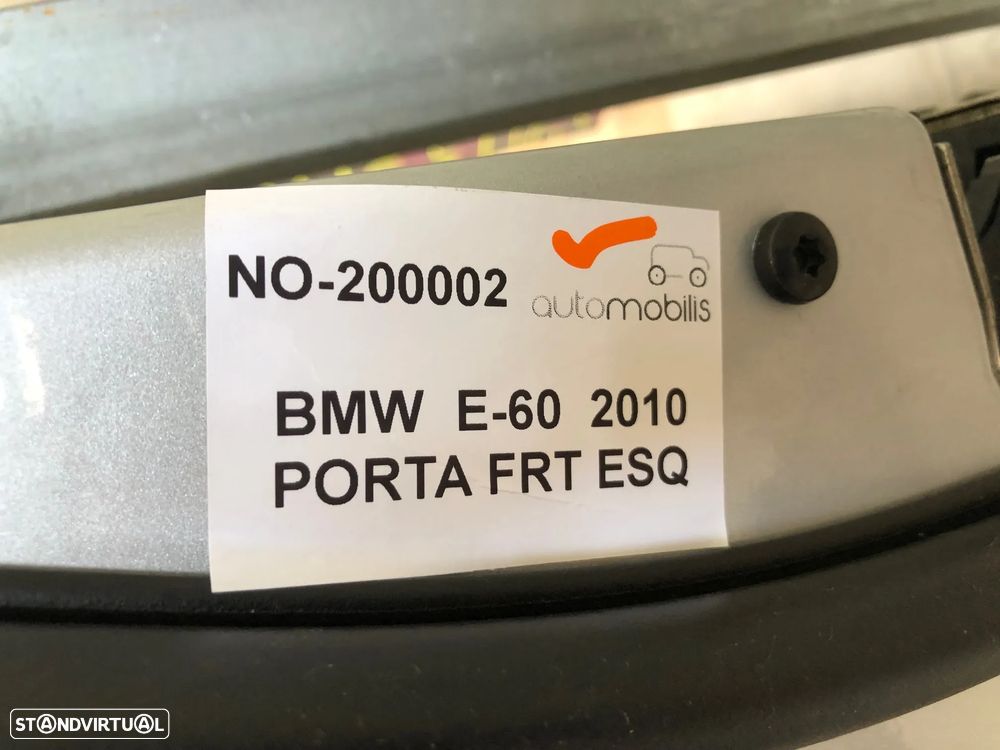 NO-200002
automobilis
BMW E-60 2010
PORTA FRT ESQ
STANDVIRTUAL